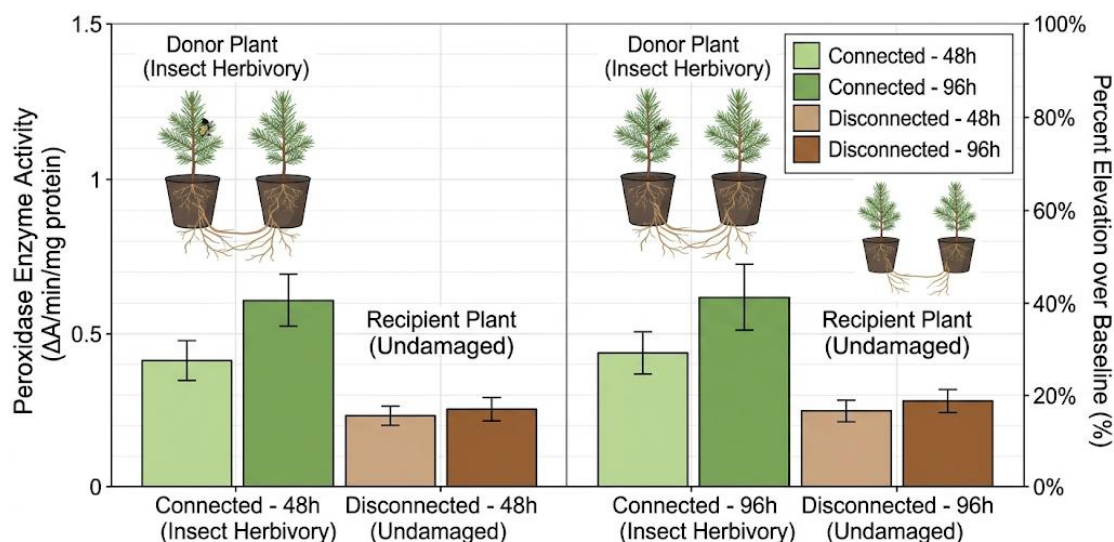 Peroxidase Enzyme Activity
(ΔA/min/mg protein)
1.5
1
0.5
0
Donor Plant
(Insect Herbivory)
Recipient Plant
(Undamaged)
Connected - 48h
(Insect Herbivory)
Disconnected - 48h
(Undamaged)
Donor Plant
(Insect Herbivory)
Connected - 48h
Connected - 96h
Disconnected - 48h
Disconnected - 96h
Recipient Plant
(Undamaged)
Connected - 96h
(Insect Herbivory)
Disconnected - 96h
(Undamaged)
100%
80%
60%
40%
20%
0%
Percent Elevation over Baseline (%)